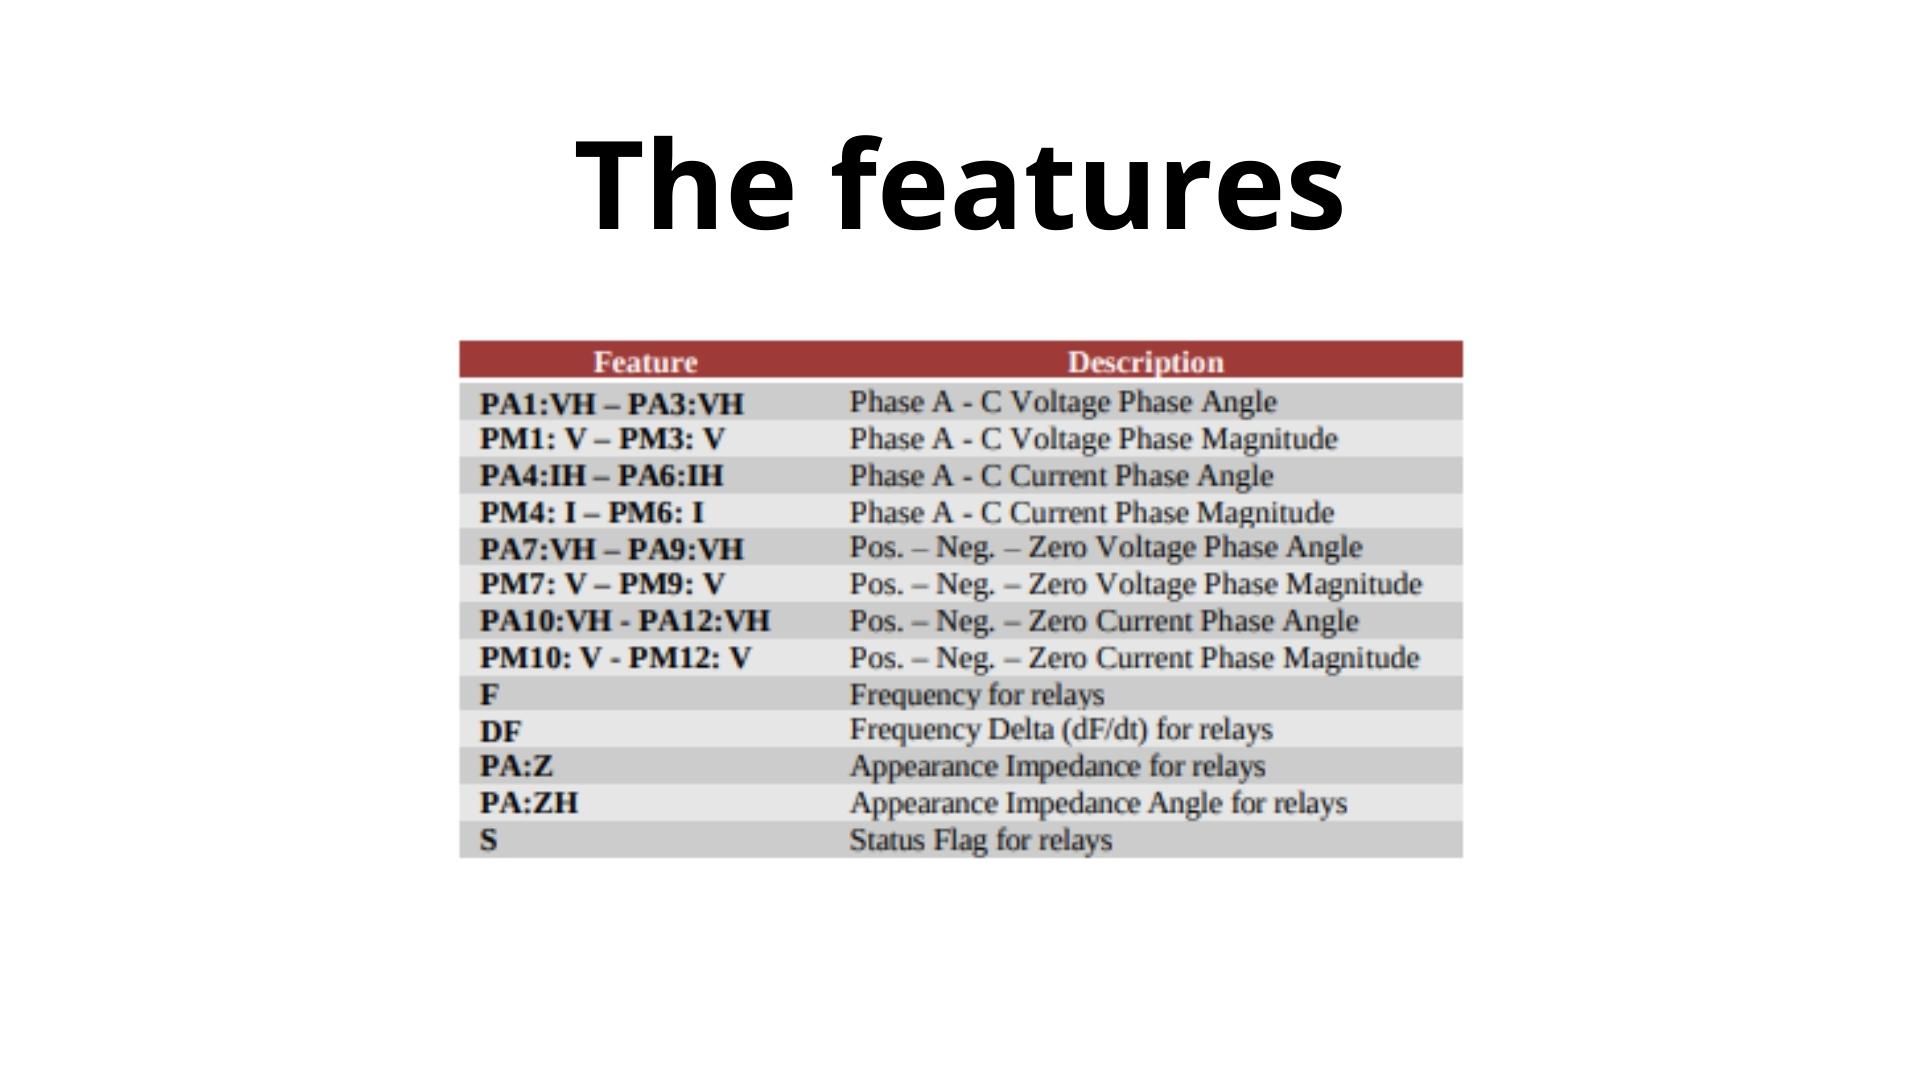 The features
Feature Description
PA1:VH – PA3:VH Phase A - C Voltage Phase Angle
PM1: V – PM3: V Phase A - C Voltage Phase Magnitude
PA4:IH – PA6:IH Phase A - C Current Phase Angle
PM4: I – PM6: I Phase A - C Current Phase Magnitude
PA7:VH – PA9:VH Pos. – Neg. – Zero Voltage Phase Angle
PM7: V – PM9: V Pos. – Neg. – Zero Voltage Phase Magnitude
PA10:VH - PA12:VH Pos. – Neg. – Zero Current Phase Angle
PM10: V - PM12: V Pos. – Neg. – Zero Current Phase Magnitude
F Frequency for relays
DF Frequency Delta (dF/dt) for relays
PA:Z Appearance Impedance for relays
PA:ZH Appearance Impedance Angle for relays
S Status Flag for relays